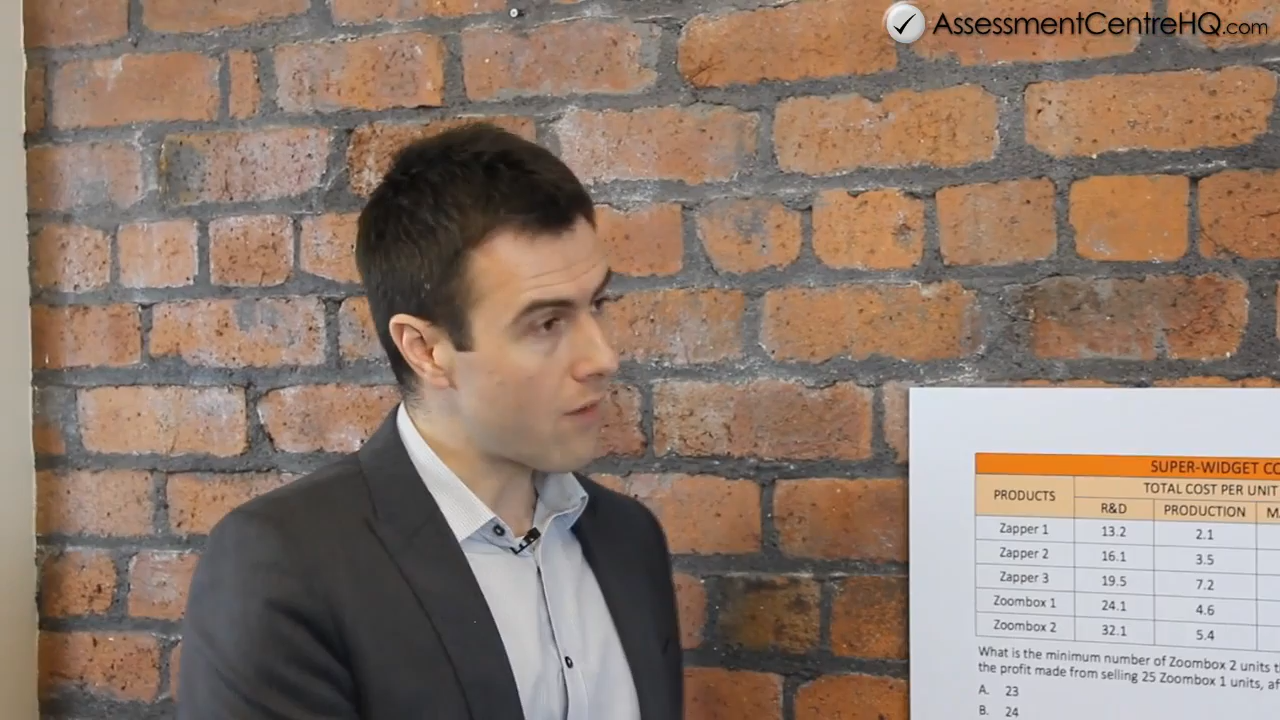 AssessmentCentreHQ.com
SUPER-WIDGET
PRODUCTS
TOTAL COST PER UNIT
R&D
PRODUCTION
Zapper 1 13.2 2.1
Zapper 2 16.1 3.5
Zapper 3 19.5 7.2
Zoombox 1 24.1 4.6
Zoombox 2 32.1 5.4
What is the minimum number of Zoombox 2 units
the profit made from selling 25 Zoombox 1 units,
A. 23
B. 24